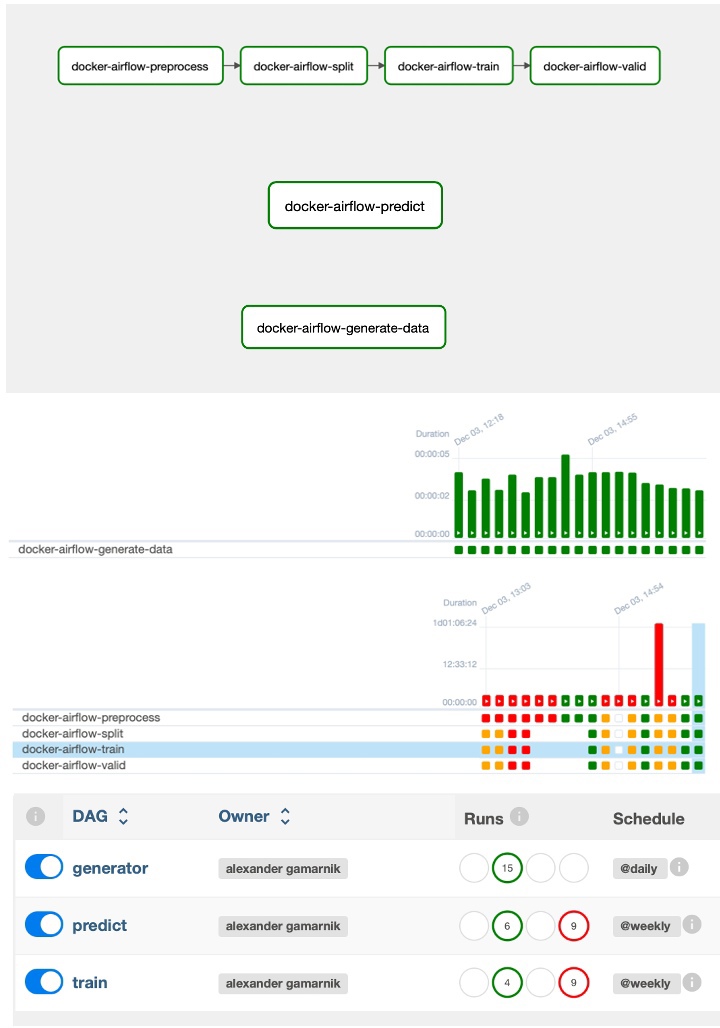 docker-airflow-preprocess docker-airflow-split docker-airflow-train docker-airflow-valid
docker-airflow-predict
docker-airflow-generate-data
Dec 03, 12:18 Dec 03, 14:55
Duration
00:00:05
00:00:02
00:00:00
docker-airflow-generate-data
Dec 03, 13:03 Dec 03, 14:54
Duration
1d01:06:24
12:33:12
00:00:00
docker-airflow-preprocess
docker-airflow-split
docker-airflow-train
docker-airflow-valid
i DAG Owner Runs i Schedule
generator alexander gamarnik 15 @daily i
predict alexander gamarnik 6 9 @weekly i
train alexander gamarnik 4 9 @weekly i